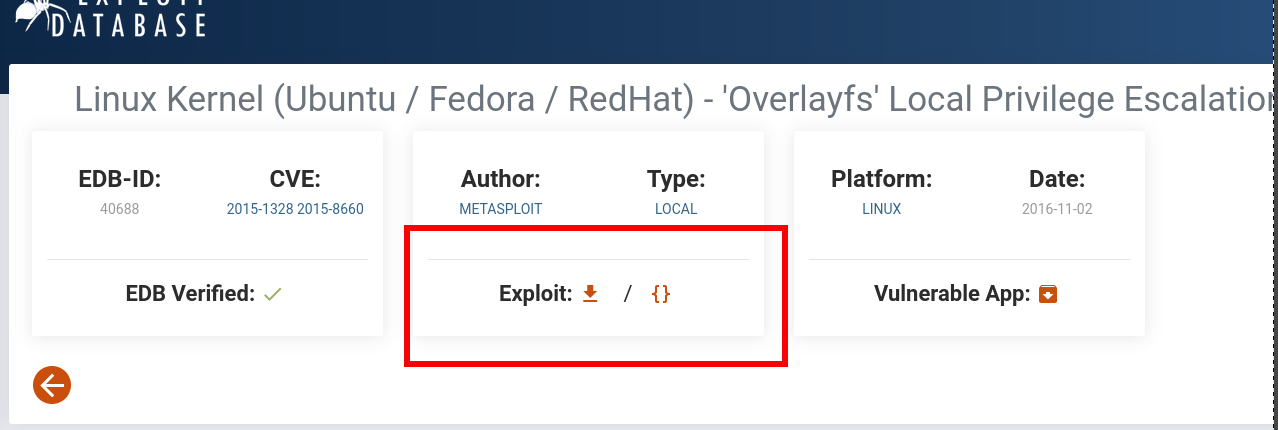 DATABASE
Linux Kernel (Ubuntu / Fedora / RedHat) - 'Overlayfs' Local Privilege Escalation
EDB-ID:
40688
CVE:
2015-1328 2015-8660
EDB Verified:
Author:
METASPLOIT
Type:
LOCAL
Exploit: / {}
Platform:
LINUX
Date:
2016-11-02
Vulnerable App: